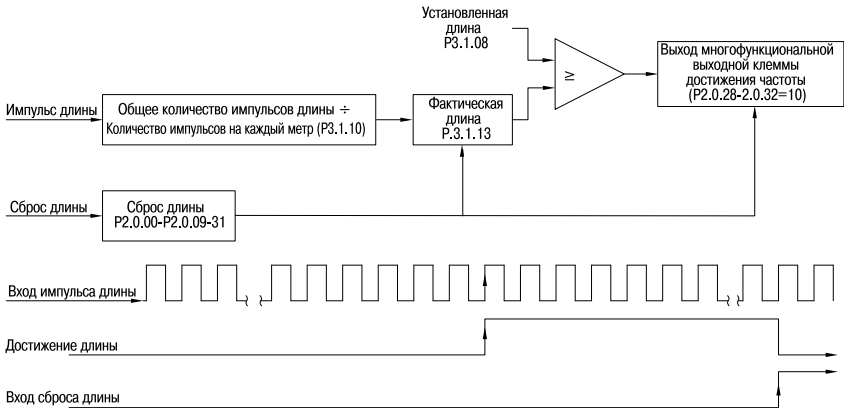 Установленная
длина
P3.1.08
Выход многофункциональной
выходной клеммы
достижения частоты
(P2.0.28-2.0.32=10)
≥
Импульс длины
Общее количество импульсов длины ÷
Количество импульсов на каждый метр (P3.1.10)
Фактическая
длина
P.3.1.13
Сброс длины
Сброс длины
P2.0.00-P2.0.09-31
Вход импульса длины
Достижение длины
Вход сброса длины